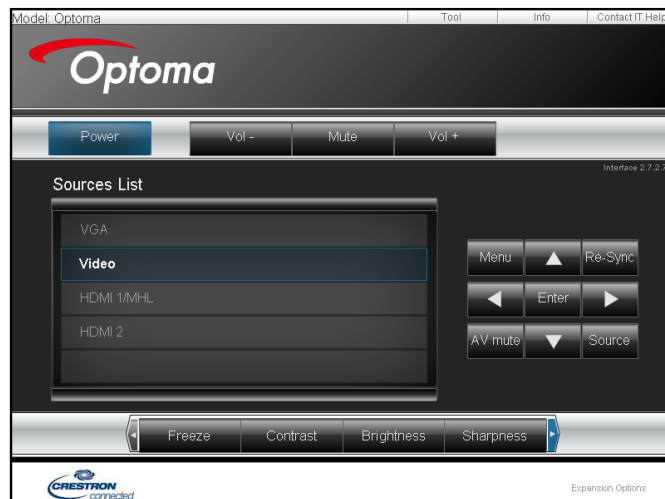 Model: Optoma
Tool Info Contact IT Help
Optoma
Power Vol - Mute Vol +
Interface 2.7.2.7
Sources List
VGA
Video
HDMI 1/MHL
HDMI 2
Menu Re-Sync
Enter
AV mute Source
Freeze Contrast Brightness Sharpness
CRESTRON
connected
Expansion Options